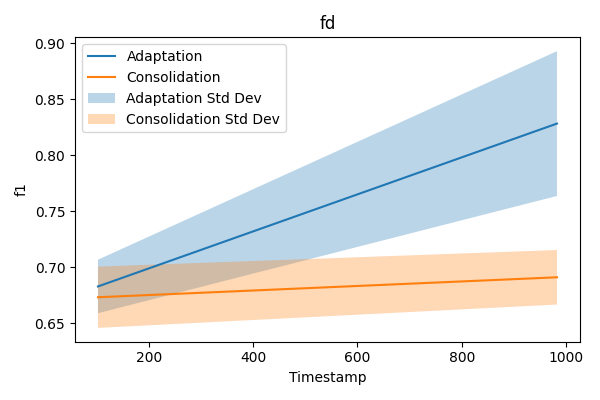 fd
0.90
0.85
0.80
0.75
0.70
0.65
f1
Adaptation
Consolidation
Adaptation Std Dev
Consolidation Std Dev
200
400
600
800
1000
Timestamp